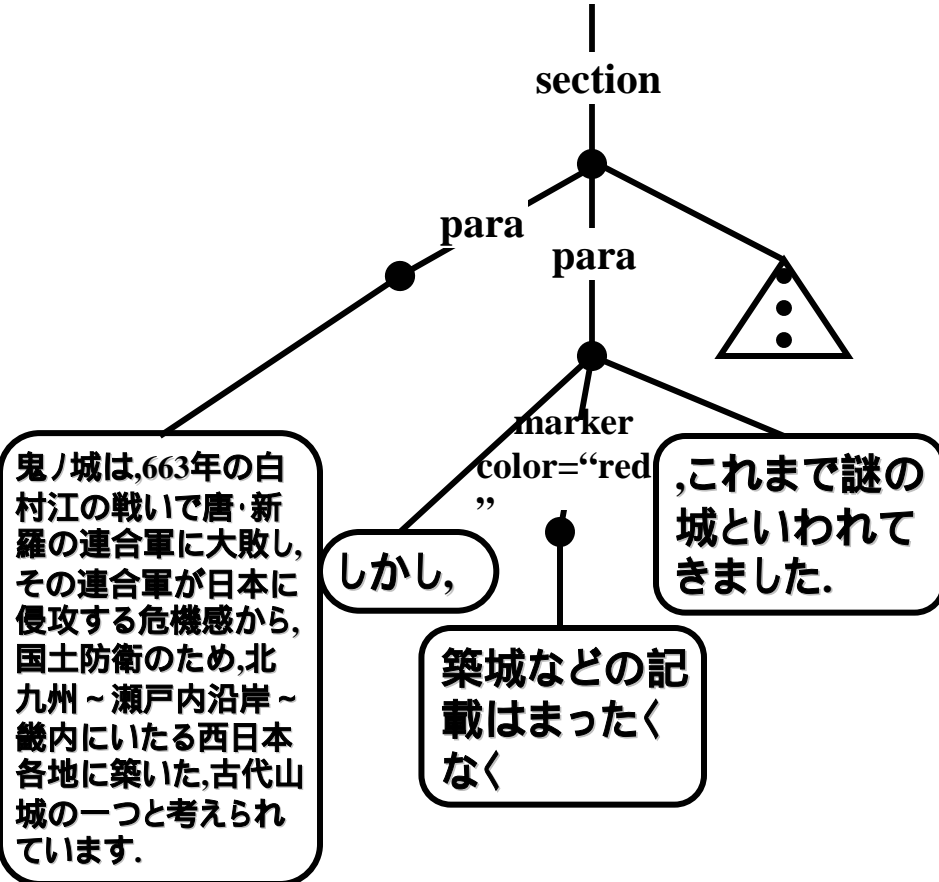 section
para
para
marker
color=“red
”
鬼ノ城は,663年の白
村江の戦いで唐･新
羅の連合軍に大敗し,
その連合軍が日本に
侵攻する危機感から,
国土防衛のため,北
九州～瀬戸内沿岸～
畿内にいたる西日本
各地に築いた,古代山
城の一つと考えられ
ています.
しかし,
築城などの記
載はまったく
なく
,これまで謎の
城といわれて
きました.